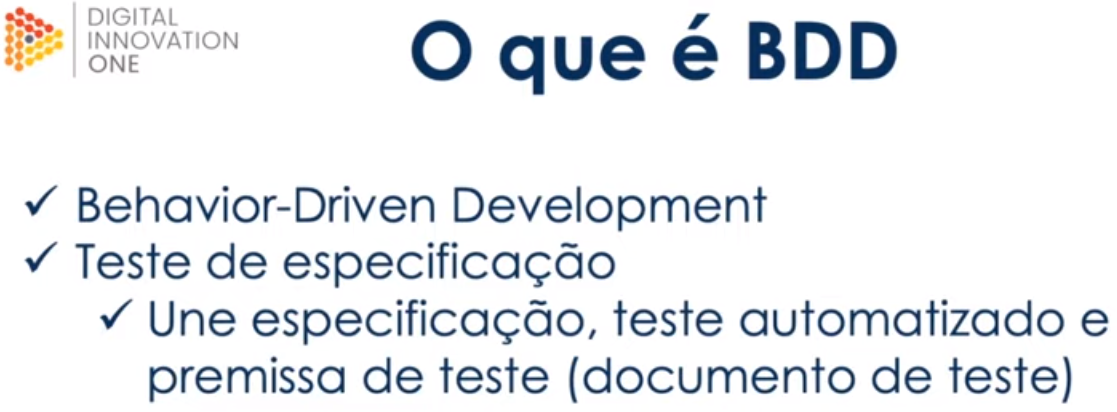 DIGITAL
INNOVATION
ONE
O que é BDD
✓ Behavior-Driven Development
✓ Teste de especificação
✓ Une especificação, teste automatizado e
premissa de teste (documento de teste)